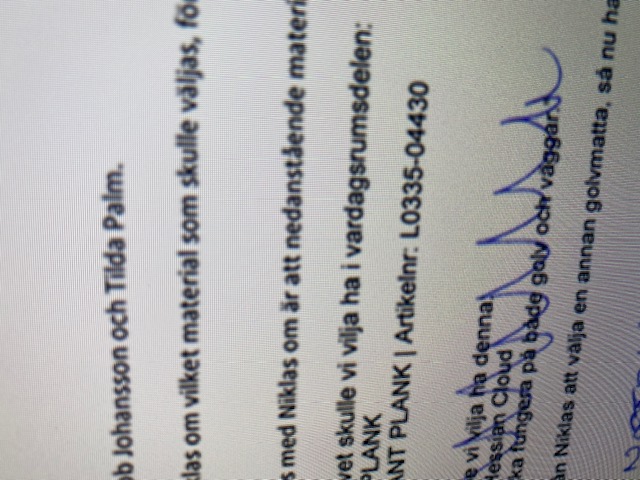 ob Johansson och Tilda Palm.
klas om vilket material som skulle väljas, fö
s med Niklas om är att nedanstående materi
vet skulle vi vilja ha i vardagsrumsdelen:
PLANK
ANT PLANK | Artikelnr: L0335-04430
e vi vilja ha denna:
Hessian Cloud
ka fungera på både golv och väggar.
ån Niklas att välja en annan golvmatta, så nu ha